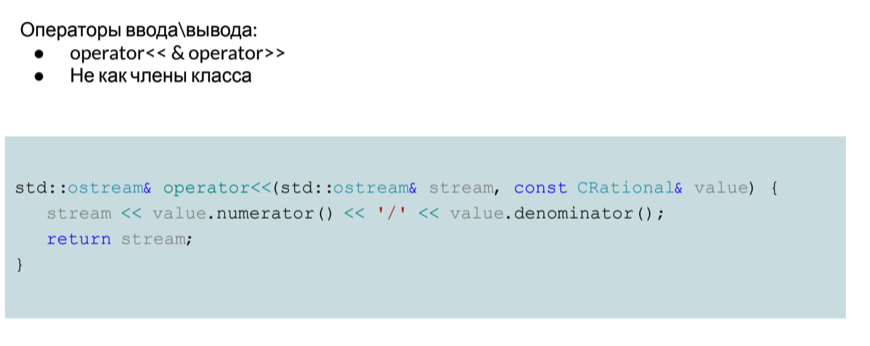 Операторы ввода\вывода:
● operator<< & operator>>
● Не как члены класса
std::ostream& operator<<(std::ostream& stream, const CRational& value) {
stream << value.numerator() << '/' << value.denominator();
return stream;
}